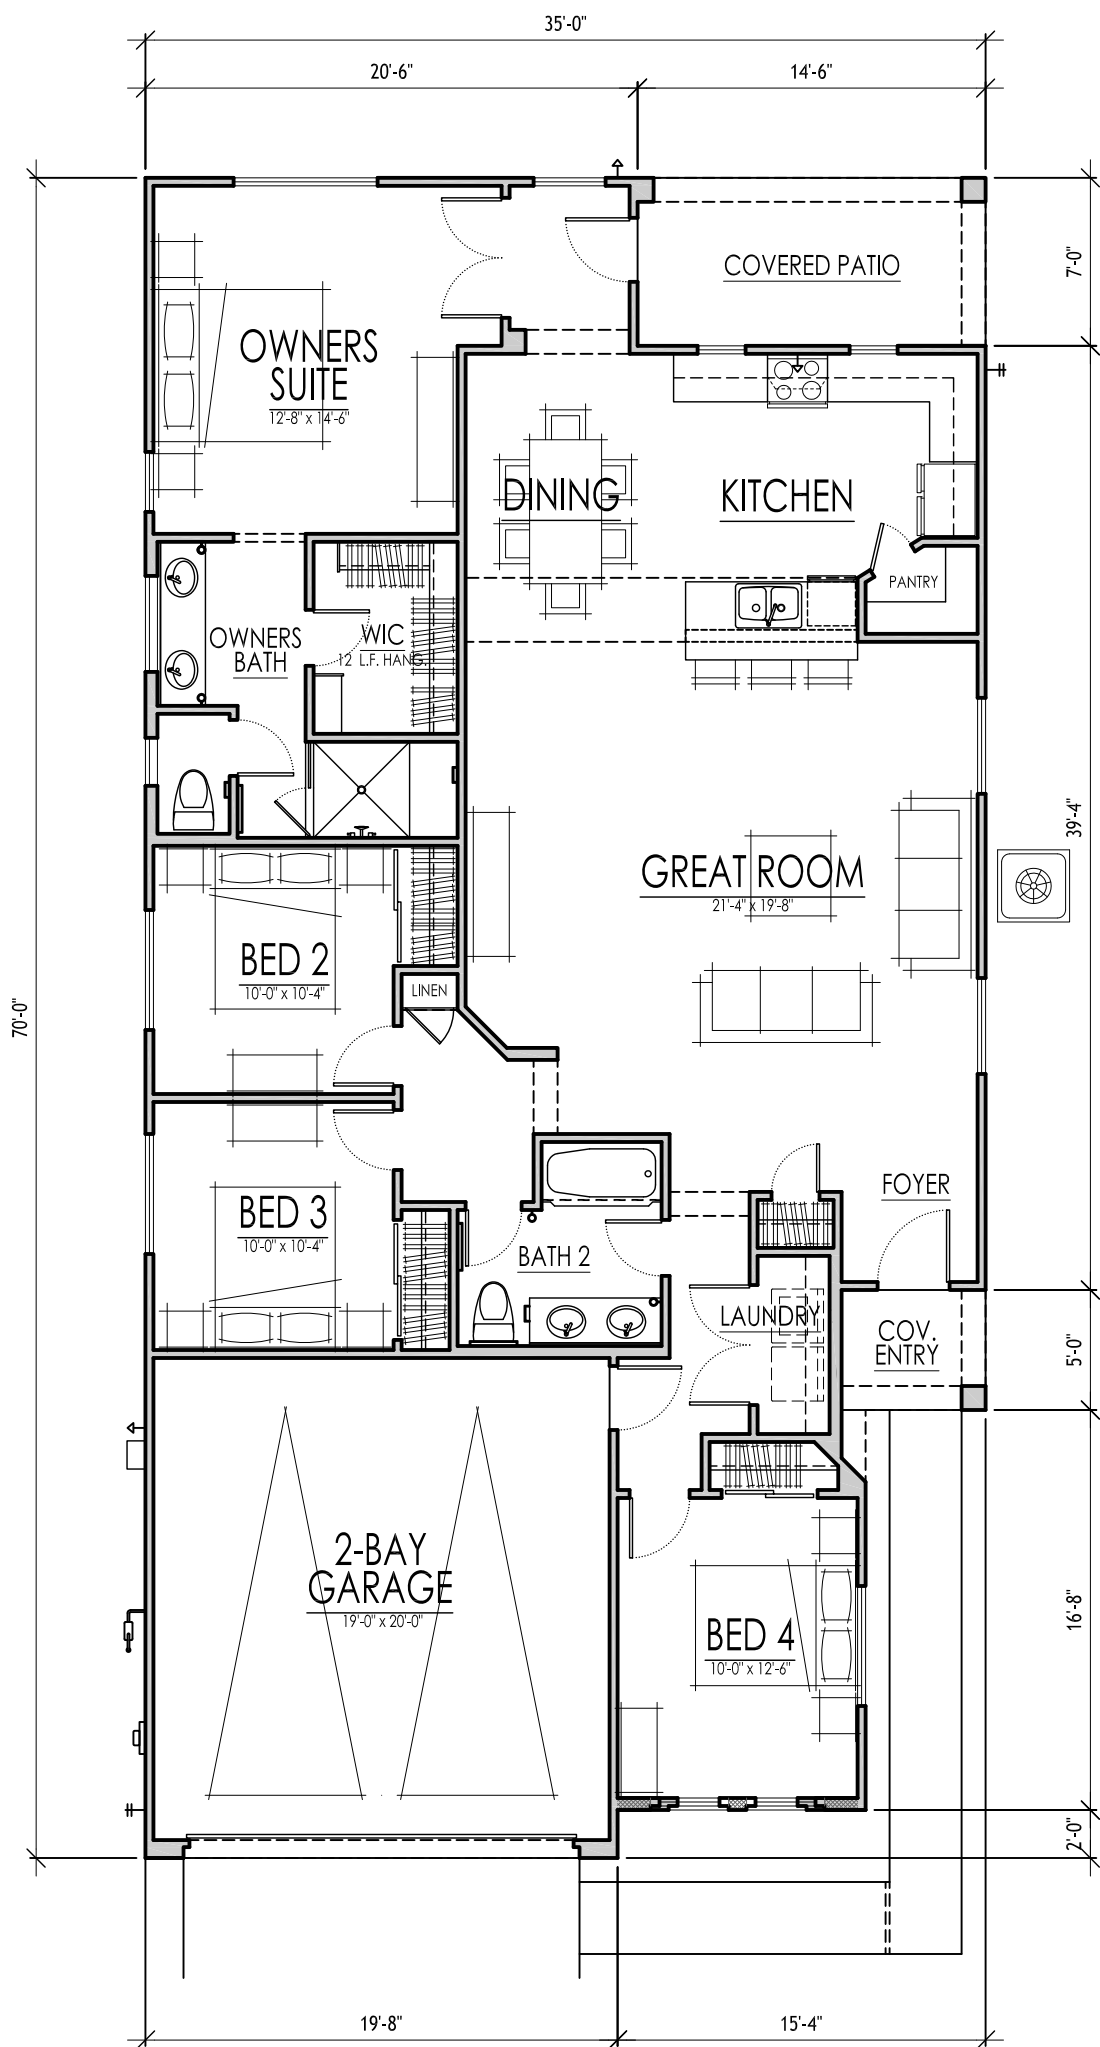 35'-0"
20'-6"
14'-6"
COVERED PATIO
7'-0"
OWNERS
SUITE
12'-8" x 14'-6"
DINING
KITCHEN
PANTRY
OWNERS
BATH
WIC
12 L.F. HANG.
39'-4"
GREAT ROOM
21'-4" x 19'-8"
BED 2
10'-0" x 10'-4"
LINEN
70'-0"
FOYER
BED 3
10'-0" x 10'-4"
BATH 2
LAUNDRY
COV.
ENTRY
5'-0"
2-BAY
GARAGE
19'-0" x 20'-0"
BED 4
10'-0" x 12'-6"
16'-8"
2'-0"
19'-8"
15'-4"